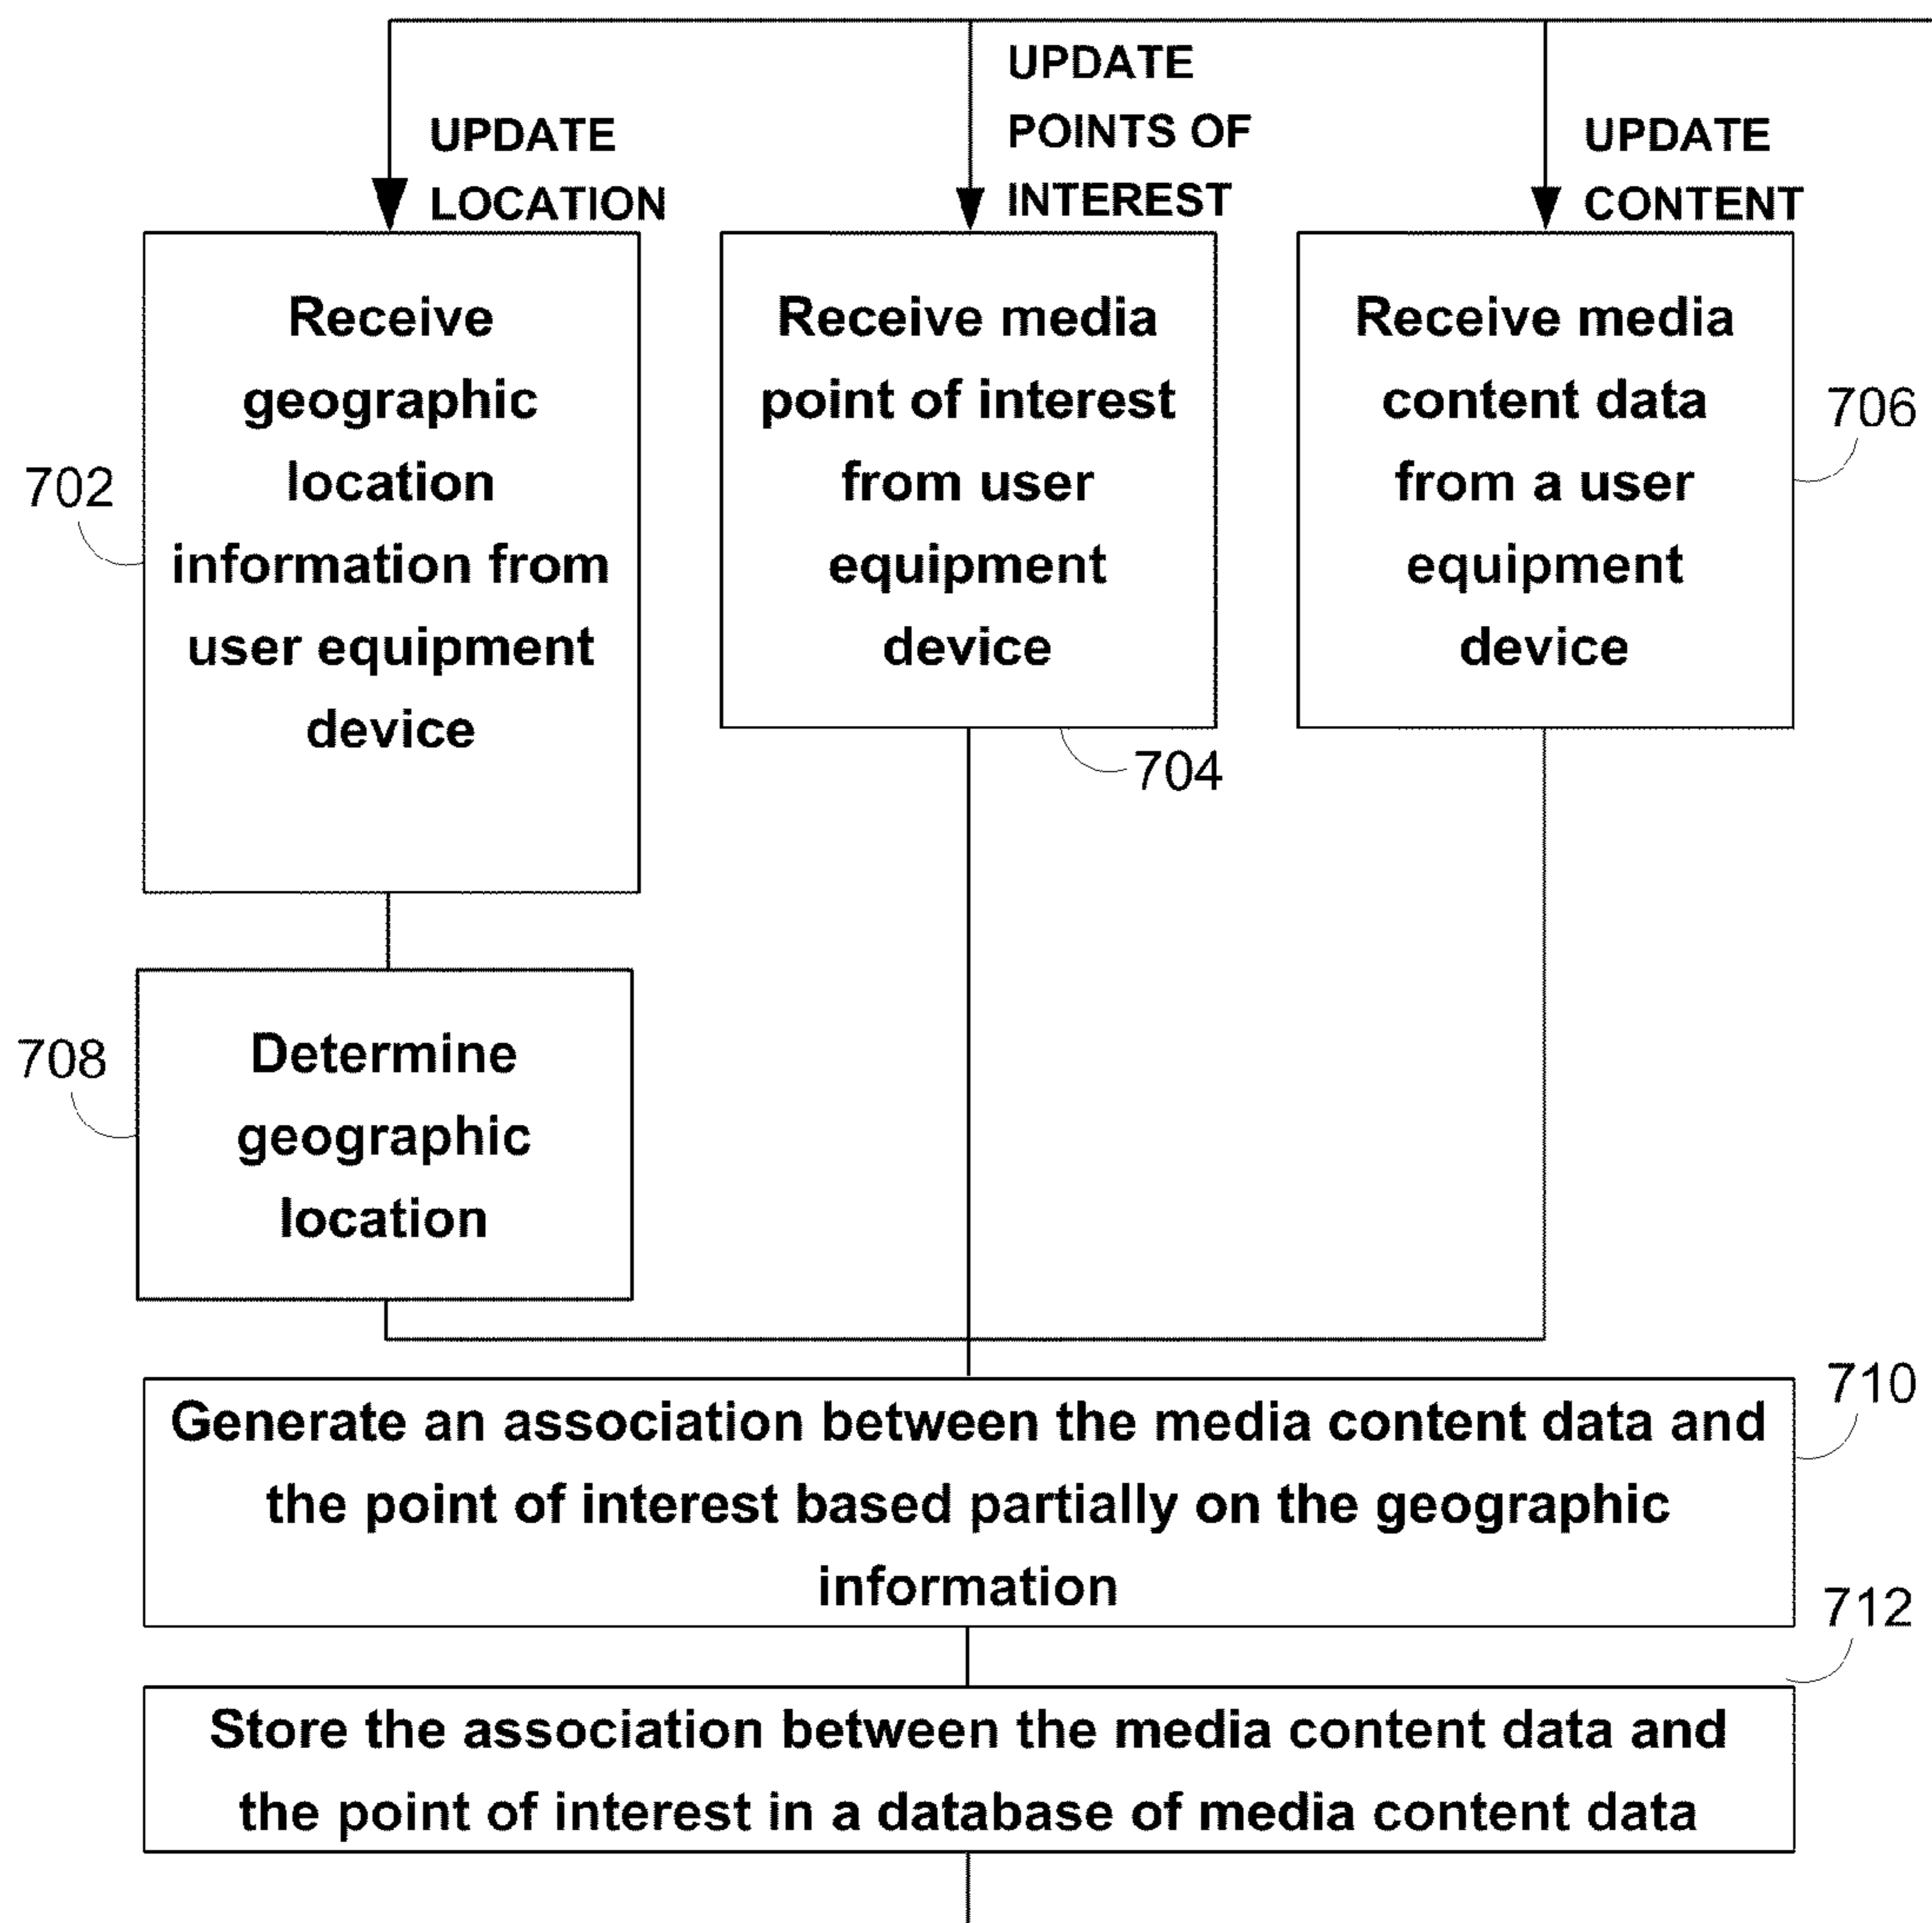 UPDATE
LOCATION
UPDATE
POINTS OF
INTEREST
UPDATE
CONTENT
Receive
geographic
location
information from
user equipment
device
702
Receive media
point of interest
from user
equipment
device
704
Receive media
content data
from a user
equipment
device
706
Determine
geographic
location
708
Generate an association between the media content data and
the point of interest based partially on the geographic
information
710
712
Store the association between the media content data and
the point of interest in a database of media content data